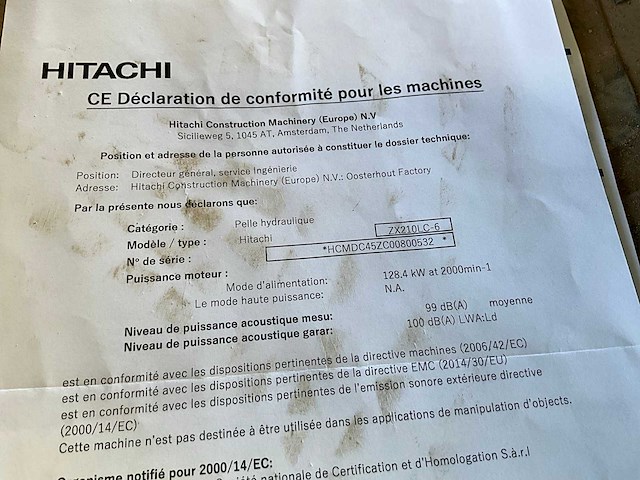 HITACHI
CE Déclaration de conformité pour les machines
Hitachi Construction Machinery (Europe) N.V
Sicilieweg 5, 1045 AT, Amsterdam, The Netherlands
Position et adresse de la personne autorisée à constituer le dossier technique:
Position: Directeur général, service Ingénierie
Adresse: Hitachi Construction Machinery (Europe) N.V.: Oosterhout Factory
Par la présente nous déclarons que:
Catégorie : Pelle hydraulique
Modèle / type : Hitachi ZX210LC-6
N° de série : *HCMDC45ZC00800532 *
Puissance moteur :
Mode d'alimentation: 128.4 kW at 2000min-1
Le mode haute puissance: N.A.
Niveau de puissance acoustique mesu: 99 dB(A) moyenne
Niveau de puissance acoustique garar: 100 dB(A) LWA:Ld
est en conformité avec les dispositions pertinentes de la directive machines (2006/42/EC)
est en conformité avec les dispositions pertinentes de la directive EMC (2014/30/EU)
est en conformité avec les dispositions pertinentes de l'emission sonore extérieure directive
(2000/14/EC)
Cette machine n'est pas destinée à être utilisée dans les applications de manipulation d'objects.
Organisme notifié pour 2000/14/EC:
Société nationale de Certification et d'Homologation S.à.r.l